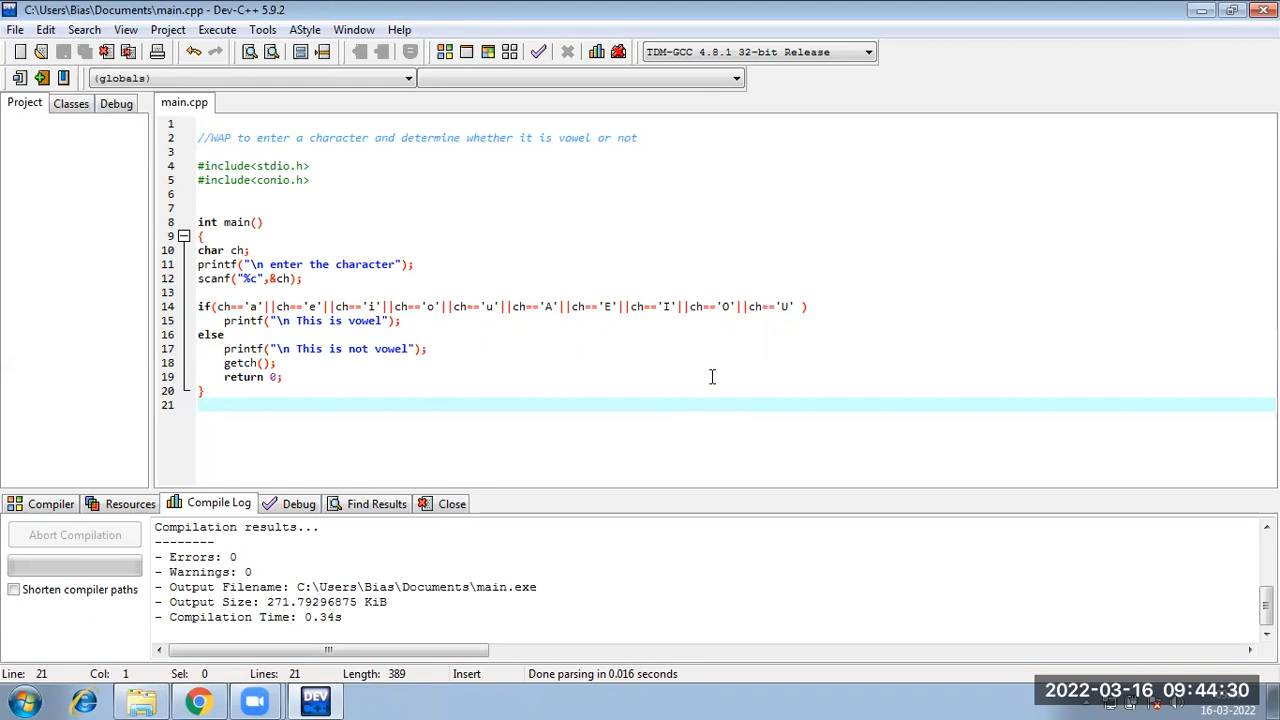 C:\Users\Bias\Documents\main.cpp - Dev-C++ 5.9.2
File Edit Search View Project Execute Tools AStyle Window Help
TDM-GCC 4.8.1 32-bit Release
(globals)
Project Classes Debug main.cpp
1
2 //WAP to enter a character and determine whether it is vowel or not
3
4 #include<stdio.h>
5 #include<conio.h>
6
7
8 int main()
9 {
10 char ch;
11 printf("\n enter the character");
12 scanf("%c",&ch);
13
14 if(ch=='a'||ch=='e'||ch=='i'||ch=='o'||ch=='u'||ch=='A'||ch=='E'||ch=='I'||ch=='O'||ch=='U' )
15 printf("\n This is vowel");
16 else
17 printf("\n This is not vowel");
18 getch();
19 return 0;
20 }
21
Compiler Resources Compile Log Debug Find Results Close
Abort Compilation
Shorten compiler paths
Compilation results...
--------
- Errors: 0
- Warnings: 0
- Output Filename: C:\Users\Bias\Documents\main.exe
- Output Size: 271.79296875 KiB
- Compilation Time: 0.34s
Line: 21 Col: 1 Sel: 0 Lines: 21 Length: 389 Insert Done parsing in 0.016 seconds
DEV
2022-03-16 09:44:30
16-03-2022